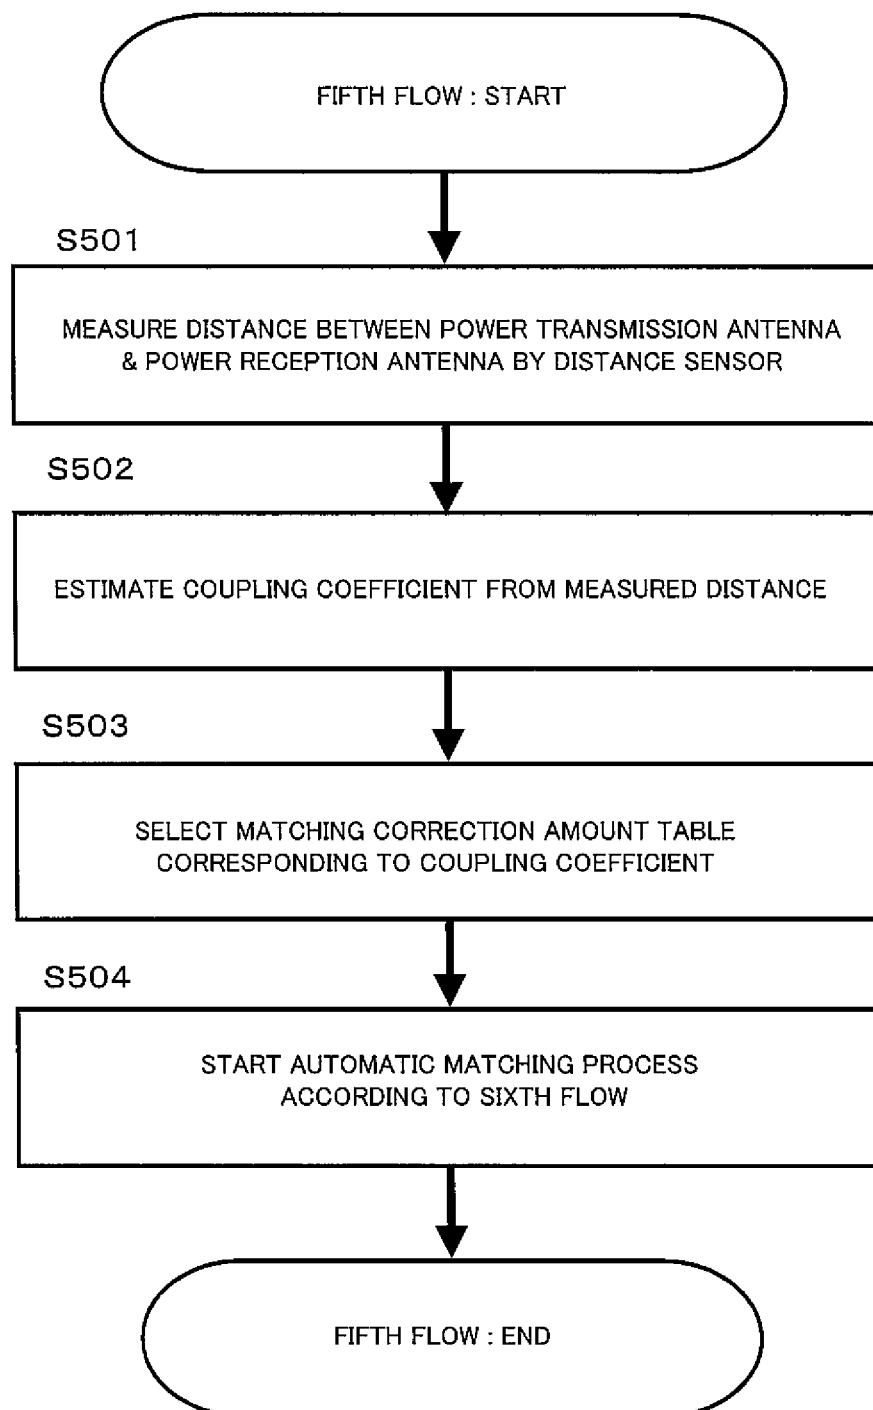 FIFTH FLOW : START
S501
MEASURE DISTANCE BETWEEN POWER TRANSMISSION ANTENNA
& POWER RECEPTION ANTENNA BY DISTANCE SENSOR
S502
ESTIMATE COUPLING COEFFICIENT FROM MEASURED DISTANCE
S503
SELECT MATCHING CORRECTION AMOUNT TABLE
CORRESPONDING TO COUPLING COEFFICIENT
S504
START AUTOMATIC MATCHING PROCESS
ACCORDING TO SIXTH FLOW
FIFTH FLOW : END